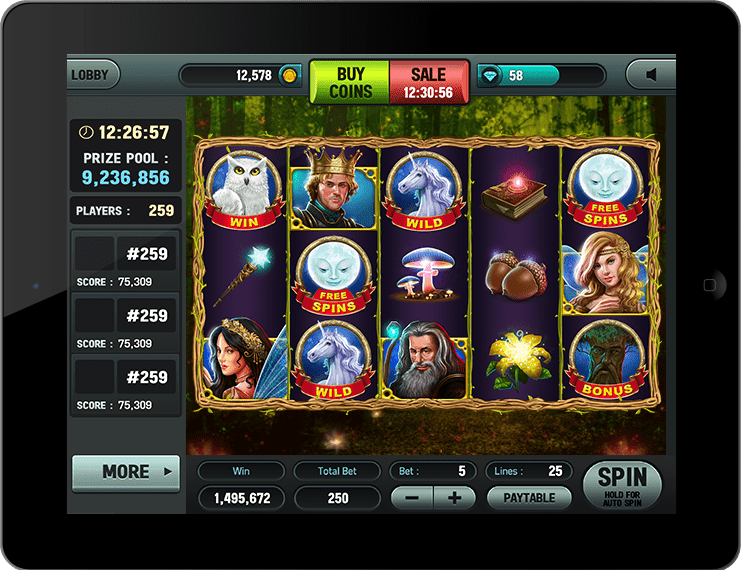 LOBBY
12,578
BUY
COINS
SALE
12:30:56
58
12:26:57
PRIZE POOL :
9,236,856
PLAYERS : 259
#259
SCORE : 75,309
#259
SCORE : 75,309
#259
SCORE : 75,309
MORE
WIN
WILD
FREE
SPINS
FREE
SPINS
WILD
BONUS
Win
1,495,672
Total Bet
250
Bet : 5
Lines : 25
PAYTABLE
SPIN
HOLD FOR
AUTO SPIN